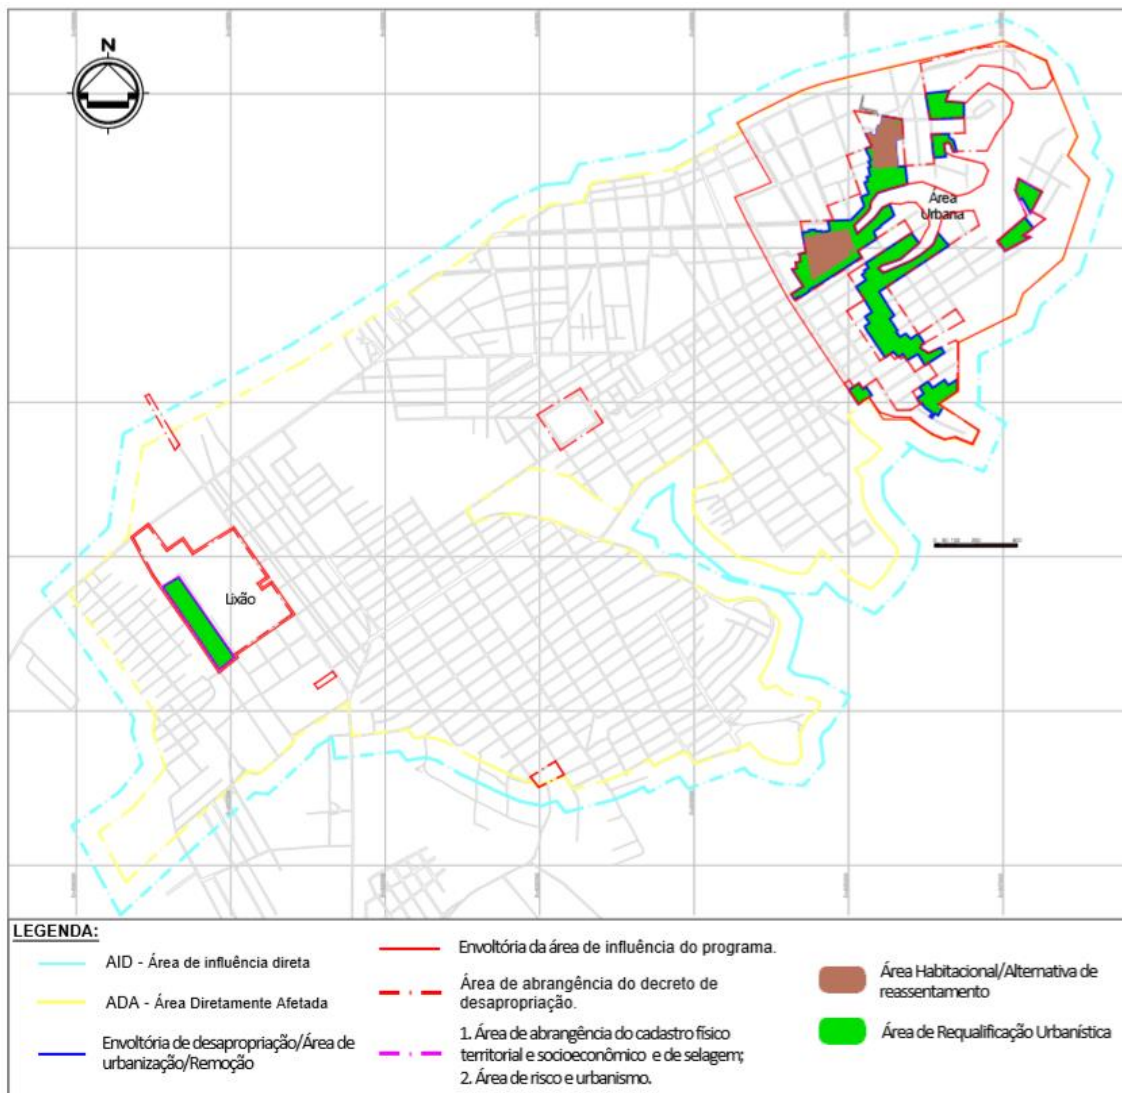 N
Área
Urbana
Lixão
LEGENDA:
AID - Área de influência direta
ADA - Área Diretamente Afetada
Envoltória de desapropriação/Área de
urbanização/Remoção
Envoltória da área de influência do programa.
Área de abrangência do decreto de
desapropriação.
1. Área de abrangência do cadastro físico
territorial e socioeconômico e de selagem;
2. Área de risco e urbanismo.
Área Habitacional/Alternativa de
reassentamento
Área de Requalificação Urbanística